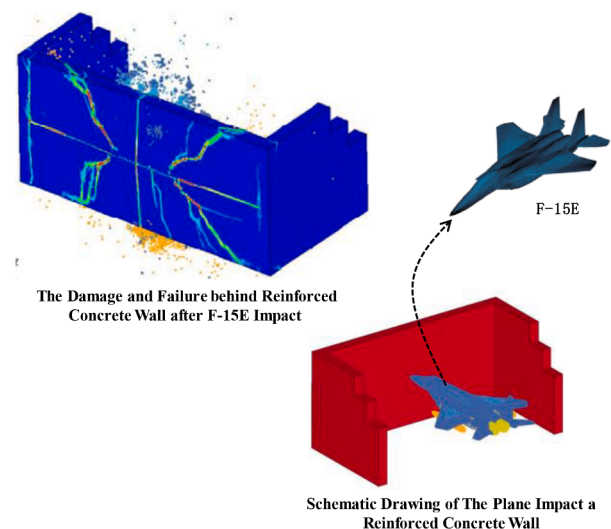 F-15E
The Damage and Failure behind Reinforced
Concrete Wall after F-15E Impact
Schematic Drawing of The Plane Impact a
Reinforced Concrete Wall